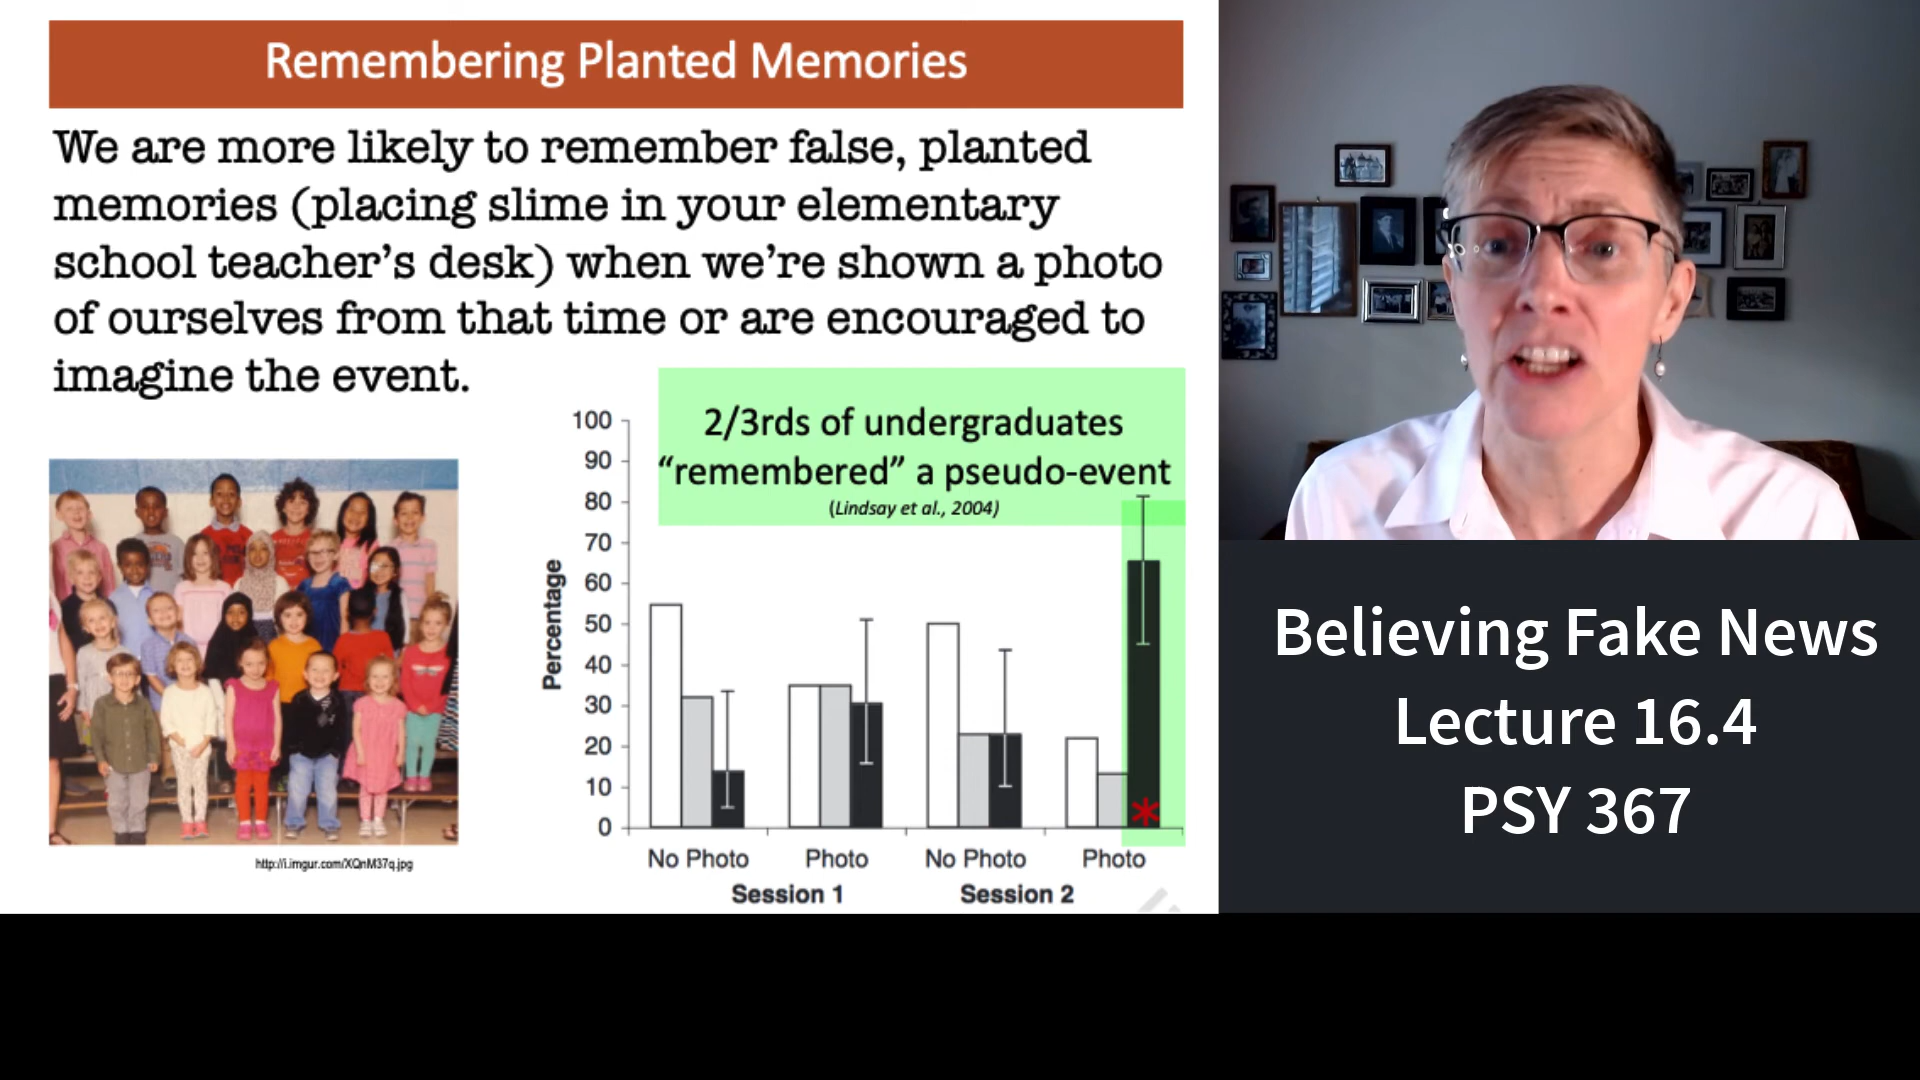 Remembering Planted Memories
We are more likely to remember false, planted
memories (placing slime in your elementary
school teacher’s desk) when we’re shown a photo
of ourselves from that time or are encouraged to
imagine the event.
2/3rds of undergraduates
“remembered” a pseudo-event
(Lindsay et al., 2004)
Percentage
100
90
80
70
60
50
40
30
20
10
0
No Photo
Photo
No Photo
Photo
Session 1
Session 2
*
http://i.imgur.com/XQnM37q.jpg
Believing Fake News
Lecture 16.4
PSY 367